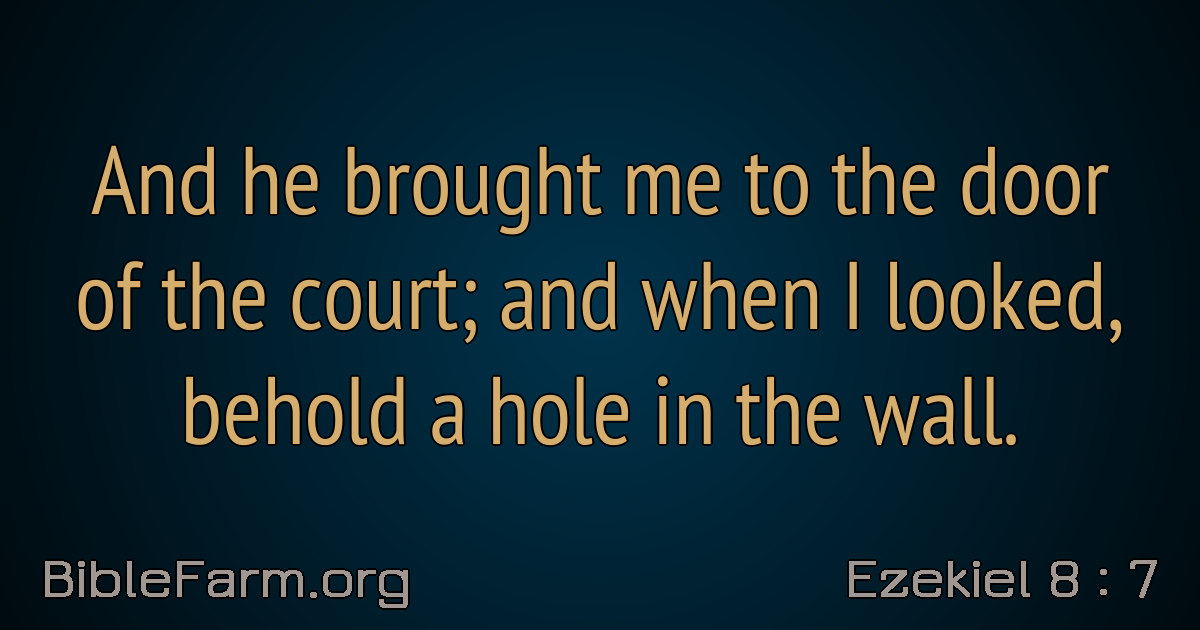 And he brought me to the door
of the court; and when I looked,
behold a hole in the wall.
BibleFarm.org
Ezekiel 8 : 7